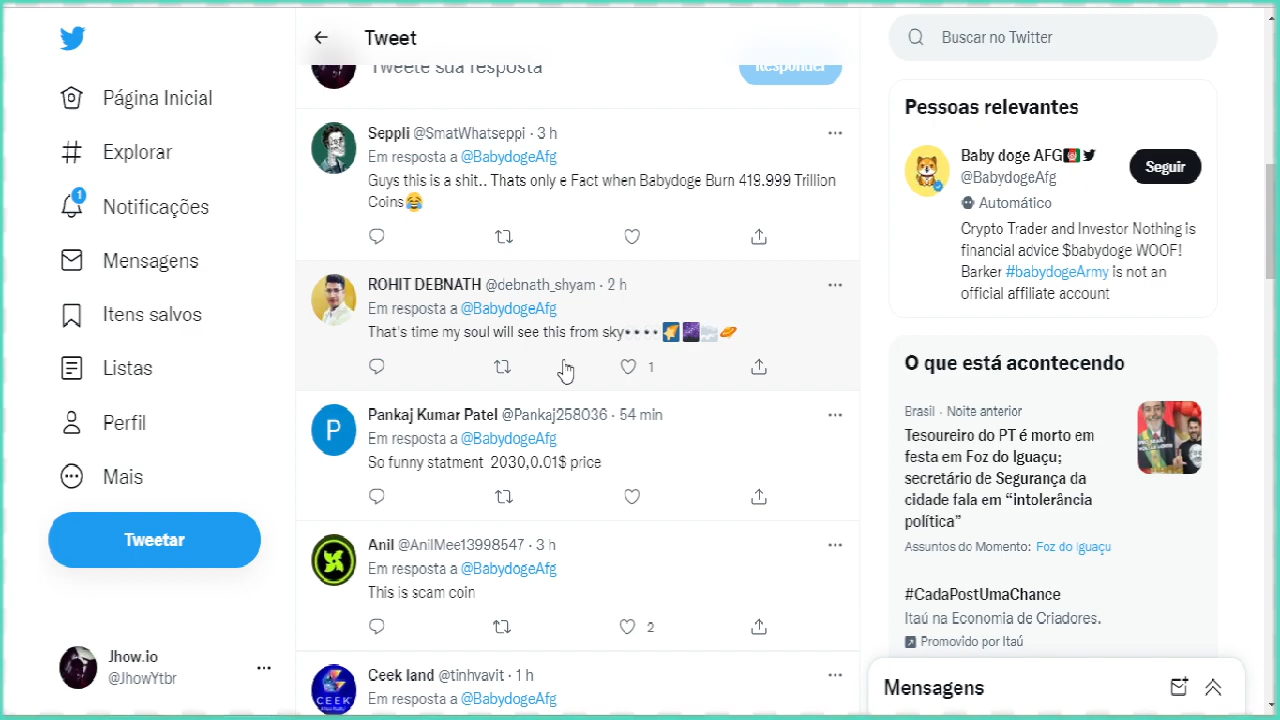 Tweet
Tweete sua resposta
Responder
Página Inicial
Explorar
1
Notificações
Mensagens
Itens salvos
Listas
Perfil
Mais
Tweetar
Jhow.io
@JhowYtbr
Seppli @SmatWhatseppi · 3 h
Em resposta a @BabydogeAfg
Guys this is a shit.. Thats only e Fact when Babydoge Burn 419.999 Trillion
Coins😂
ROHIT DEBNATH @debnath_shyam · 2 h
Em resposta a @BabydogeAfg
That's time my soul will see this from sky
1
P
Pankaj Kumar Patel @Pankaj258036 · 54 min
Em resposta a @BabydogeAfg
So funny statment 2030,0.01$ price
Anil @AnilMee13998547 · 3 h
Em resposta a @BabydogeAfg
This is scam coin
2
CEEK
Ceek land @tinhvavit · 1 h
Em resposta a @BabydogeAfg
Buscar no Twitter
Pessoas relevantes
Baby doge AFG
@BabydogeAfg
Seguir
Automático
Crypto Trader and Investor Nothing is
financial advice $babydoge WOOF!
Barker #babydogeArmy is not an
official affiliate account
O que está acontecendo
Brasil · Noite anterior
Tesoureiro do PT é morto em
festa em Foz do Iguaçu;
secretário de Segurança da
cidade fala em “intolerância
política”
Assuntos do Momento: Foz do Iguaçu
#CadaPostUmaChance
Itaú na Economia de Criadores.
Promovido por Itaú
Mensagens